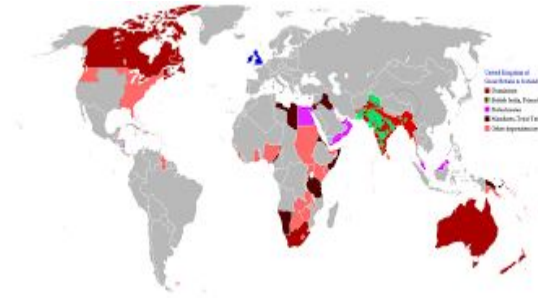 United Kingdom of
Great Britain & Ireland
Dominions
British India, Princely
Protectorates
Mandates, Trust Ter
Other dependencies